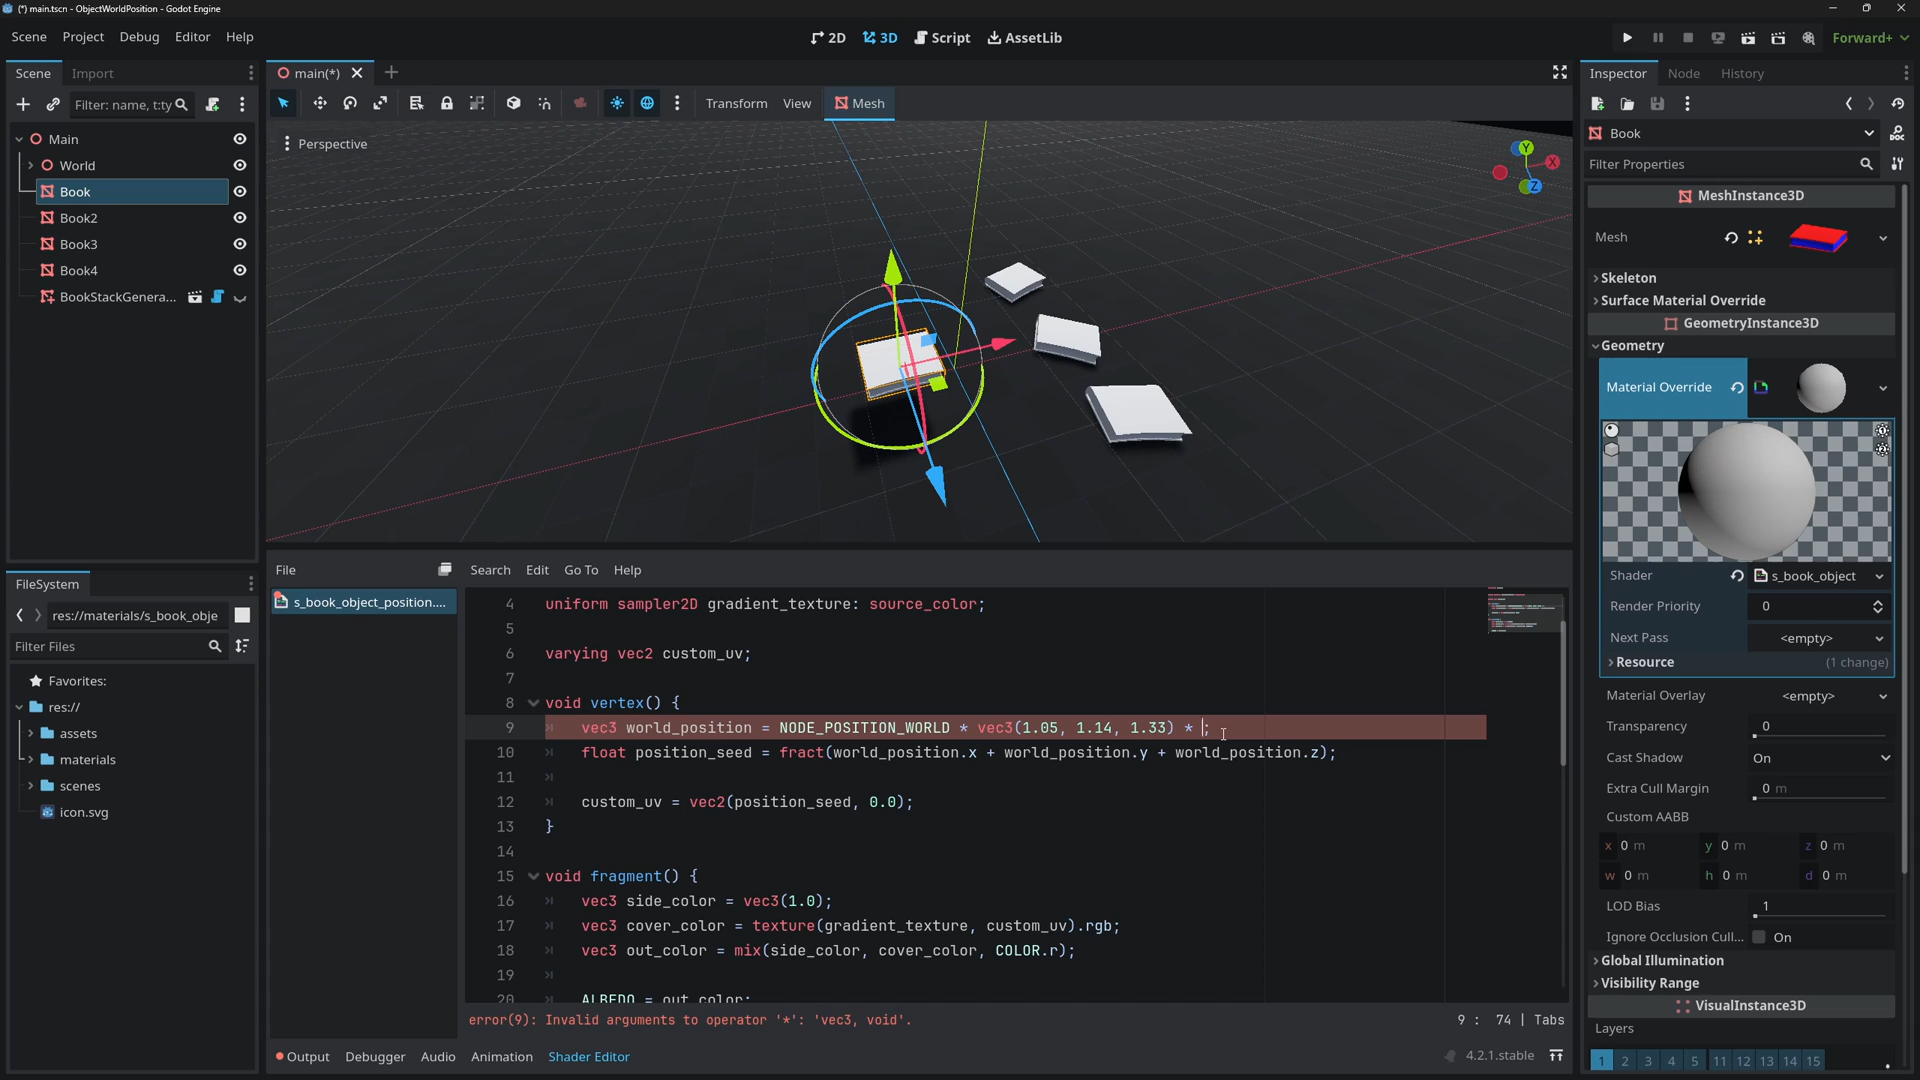 (*) main.tscn - ObjectWorldPosition - Godot Engine
Scene Project Debug Editor Help
2D 3D Script AssetLib
Forward+
Scene Import
Filter: name, t:ty
Main
World
Book
Book2
Book3
Book4
BookStackGenera...
main(*)
Transform View Mesh
Perspective
Y
X
Z
FileSystem
res://materials/s_book_obje
Filter Files
Favorites:
res://
assets
materials
scenes
icon.svg
File
s_book_object_position....
Search Edit Go To Help
4 uniform sampler2D gradient_texture: source_color;
5
6 varying vec2 custom_uv;
7
8 void vertex() {
9 vec3 world_position = NODE_POSITION_WORLD * vec3(1.05, 1.14, 1.33) * ;
10 float position_seed = fract(world_position.x + world_position.y + world_position.z);
11
12 custom_uv = vec2(position_seed, 0.0);
13 }
14
15 void fragment() {
16 vec3 side_color = vec3(1.0);
17 vec3 cover_color = texture(gradient_texture, custom_uv).rgb;
18 vec3 out_color = mix(side_color, cover_color, COLOR.r);
19
20 ALBEDO = out_color;
error(9): Invalid arguments to operator '*': 'vec3, void'.
9 : 74 | Tabs
Output Debugger Audio Animation Shader Editor
4.2.1.stable
Inspector Node History
Book
Filter Properties
MeshInstance3D
Mesh
Skeleton
Surface Material Override
GeometryInstance3D
Geometry
Material Override
Shader s_book_object
Render Priority 0
Next Pass <empty>
Resource (1 change)
Material Overlay <empty>
Transparency 0
Cast Shadow On
Extra Cull Margin 0 m
Custom AABB
x 0 m y 0 m z 0 m
w 0 m h 0 m d 0 m
LOD Bias 1
Ignore Occlusion Cull... On
Global Illumination
Visibility Range
VisualInstance3D
Layers
1 2 3 4 5 11 12 13 14 15